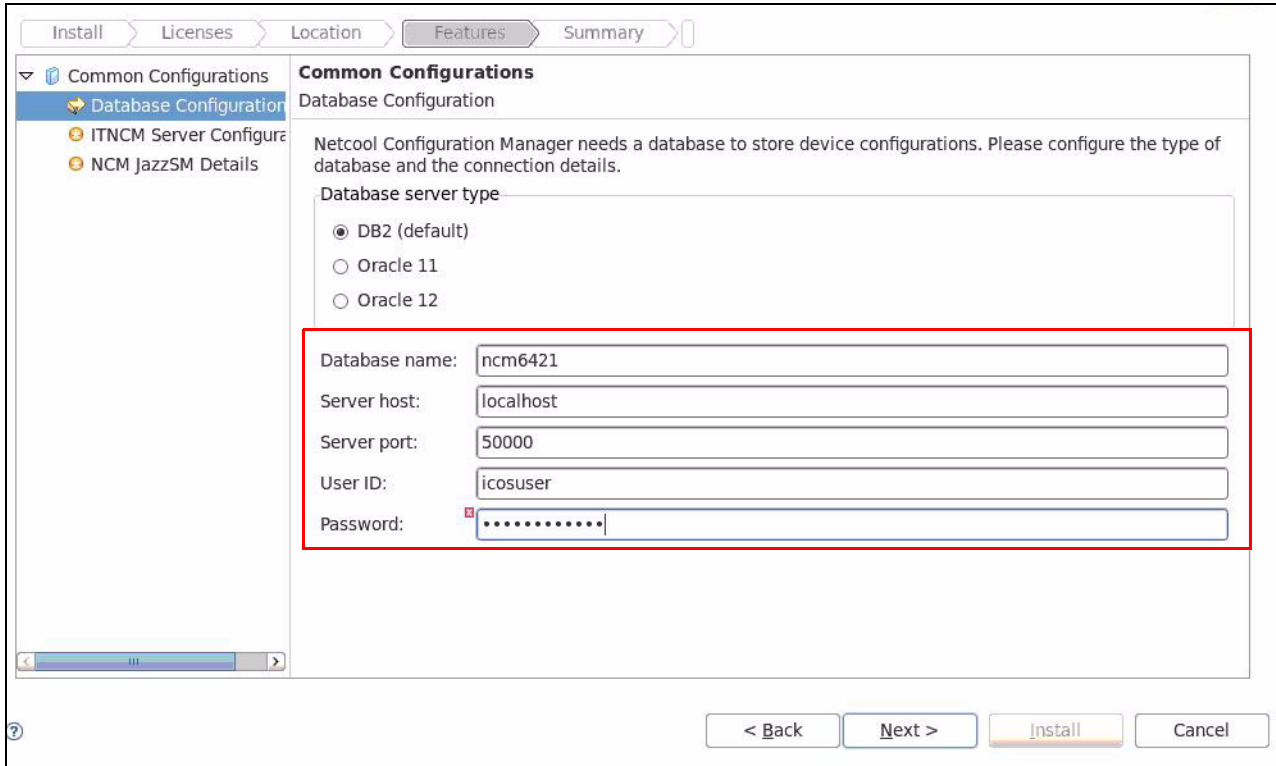 Install Licenses Location Features Summary
Common Configurations
Database Configuration
ITNCM Server Configura
NCM JazzSM Details
Common Configurations
Database Configuration
Netcool Configuration Manager needs a database to store device configurations. Please configure the type of
database and the connection details.
Database server type
DB2 (default)
Oracle 11
Oracle 12
Database name: ncm6421
Server host: localhost
Server port: 50000
User ID: icosuser
Password: ••••••••••••
? < Back Next > Install Cancel